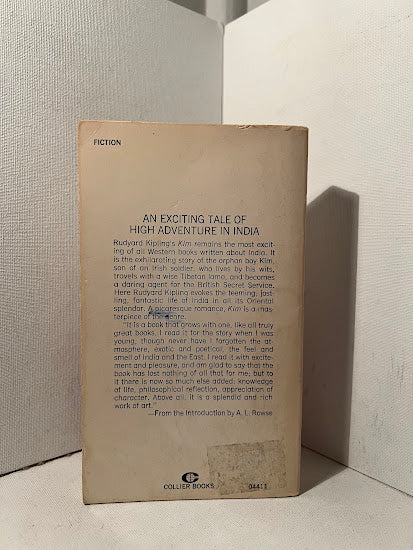 FICTION
AN EXCITING TALE OF
HIGH ADVENTURE IN INDIA
Rudyard Kipling's Kim remains the most excit-
ing of all Western books written about India. It
is the exhilarating story of the orphan boy Kim,
son of an Irish soldier, who lives by his wits,
travels with a wise Tibetan lama, and becomes
a daring agent for the British Secret Service.
Here Rudyard Kipling evokes the teeming, jost-
ling, fantastic life of India in all its Oriental
splendor. A picaresque romance, Kim is a mas-
terpiece of the genre.
"It is a book that grows with one, like all truly
great books. I read it for the story when I was
young, though never have I forgotten the at-
mosphere, exotic and poetical, the feel and
smell of India and the East. I read it with excite-
ment and pleasure, and am glad to say that the
book has lost nothing of all that for me; but to
it there is now so much else added: knowledge
of life, philosophical reflection, appreciation of
character. Above all, it is a splendid and rich
work of art."
—From the Introduction by A. L. Rowse
COLLIER BOOKS
04411